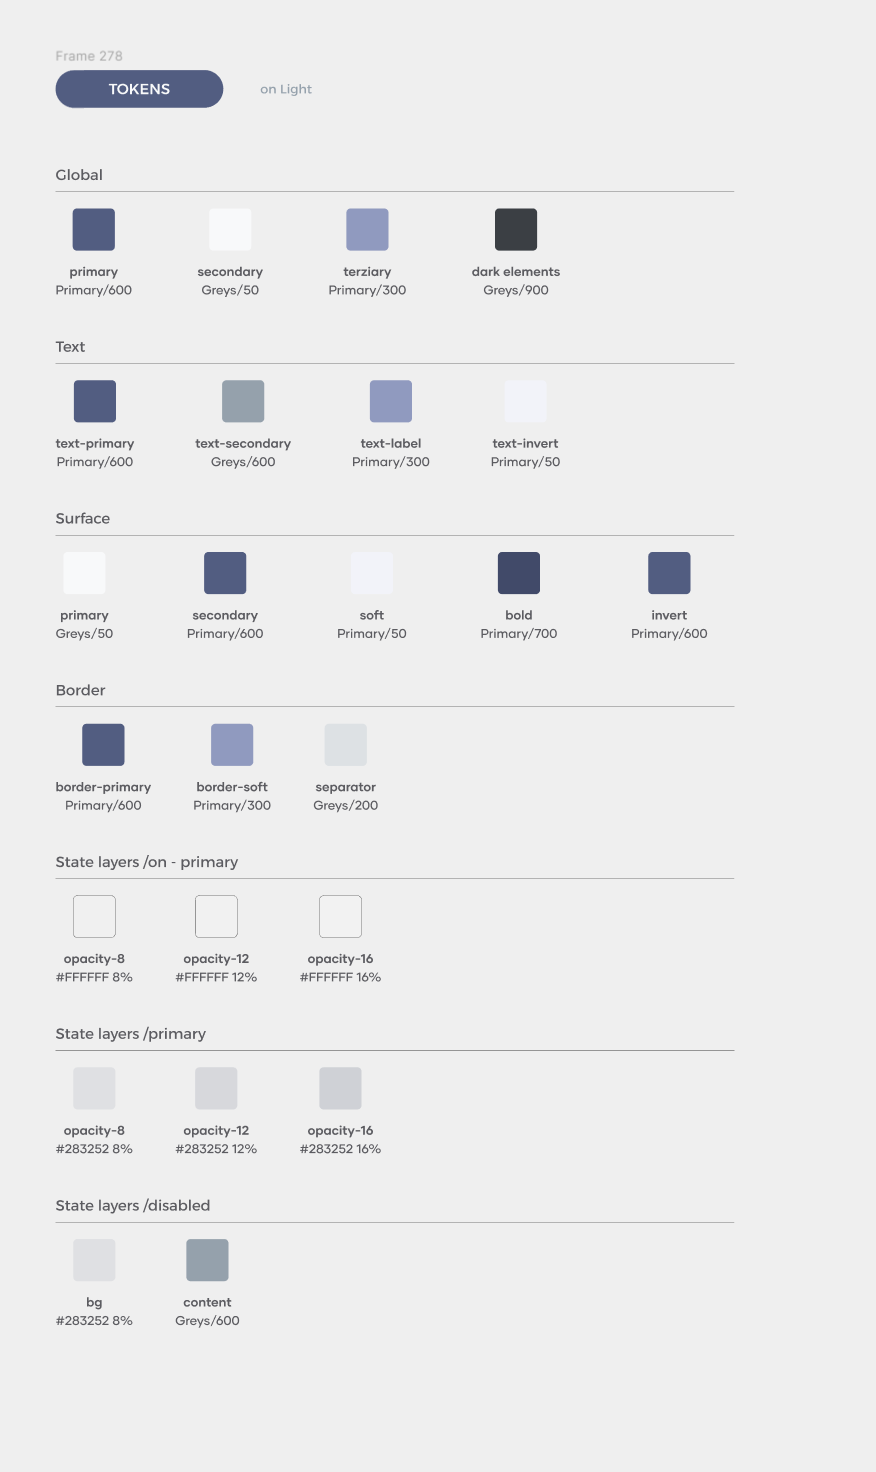 Frame 278
TOKENS
on Light
Global
primary
Primary/600
secondary
Greys/50
terziary
Primary/300
dark elements
Greys/900
Text
text-primary
Primary/600
text-secondary
Greys/600
text-label
Primary/300
text-invert
Primary/50
Surface
primary
Greys/50
secondary
Primary/600
soft
Primary/50
bold
Primary/700
invert
Primary/600
Border
border-primary
Primary/600
border-soft
Primary/300
separator
Greys/200
State layers /on - primary
opacity-8
#FFFFFF 8%
opacity-12
#FFFFFF 12%
opacity-16
#FFFFFF 16%
State layers /primary
opacity-8
#283252 8%
opacity-12
#283252 12%
opacity-16
#283252 16%
State layers /disabled
bg
#283252 8%
content
Greys/600